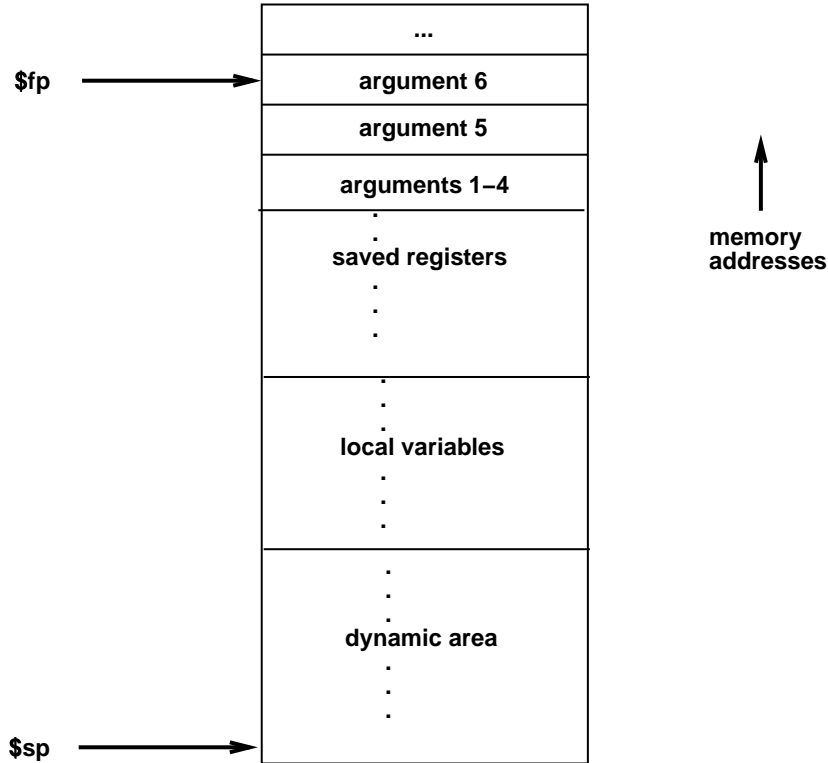 ...
$fp
argument 6
argument 5
arguments 1–4
saved registers
memory
addresses
local variables
dynamic area
$sp